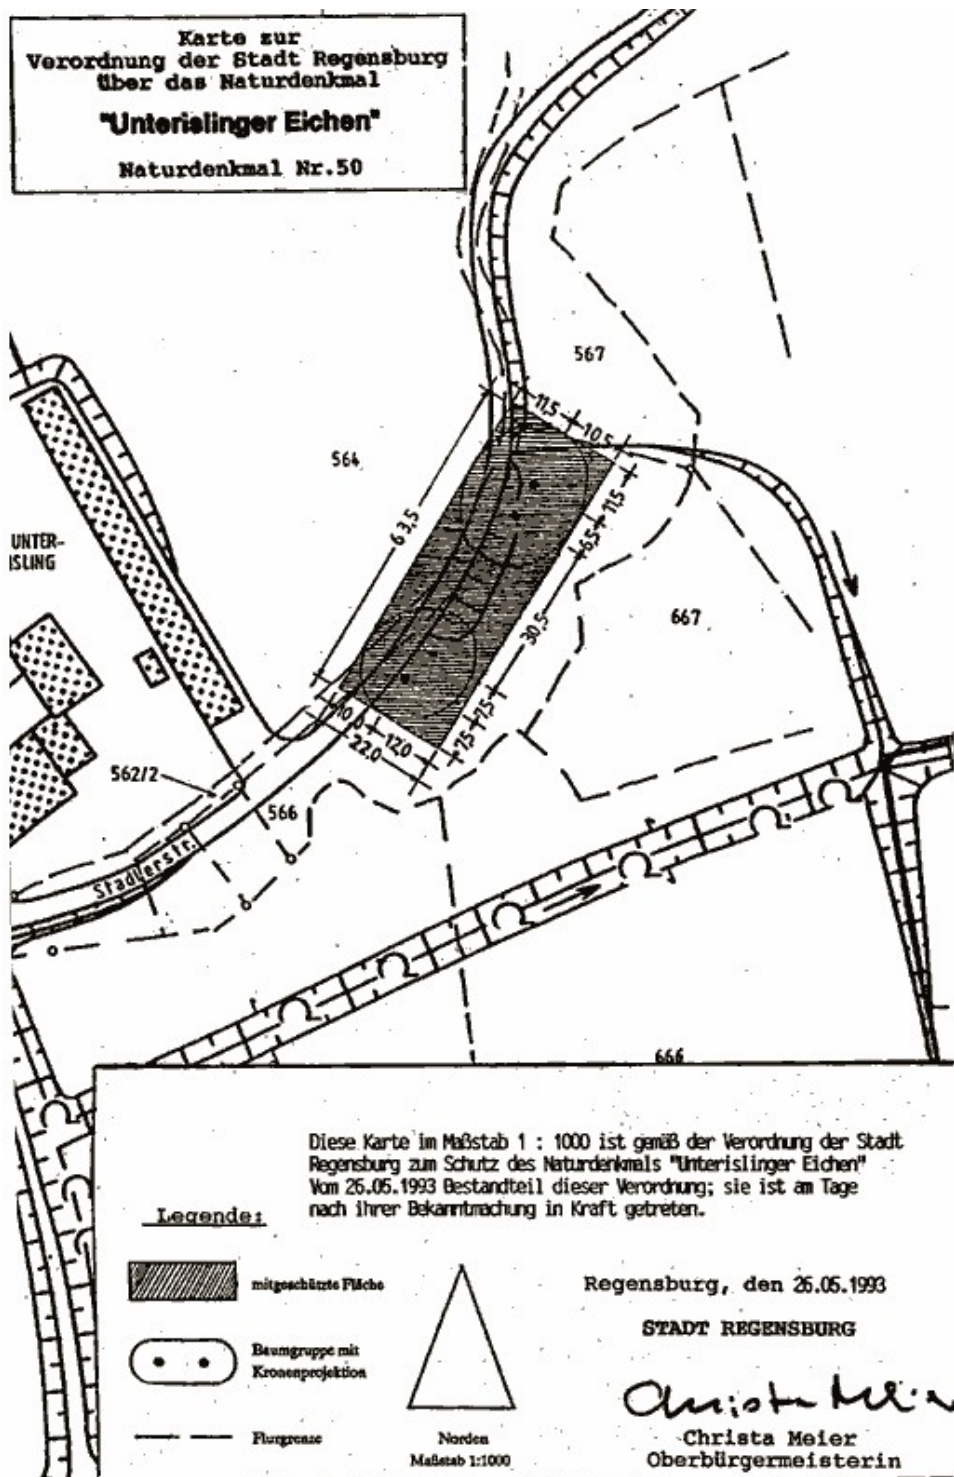 Karte zur
Verordnung der Stadt Regensburg
über das Naturdenkmal
"Unterislinger Eichen"
Naturdenkmal Nr.50
567
11,5
10,5
564
63,5
11,5
6,5
UNTER-
ISLING
667
30,5
10,0
12,0
22,0
7,5
7,5
562/2
566
Stadlerstr.
666
Diese Karte im Maßstab 1 : 1000 ist gemäß der Verordnung der Stadt
Regensburg zum Schutz des Naturdenkmals "Unterislinger Eichen"
Vom 26.05.1993 Bestandteil dieser Verordnung; sie ist am Tage
nach ihrer Bekanntmachung in Kraft getreten.
Legende:
mitgeschützte Fläche
Regensburg, den 26.05.1993
STADT REGENSBURG
Baumgruppe mit
Kronenprojektion
Christa Meier
Flurgrenze
Norden
Maßstab 1:1000
Christa Meier
Oberbürgermeisterin